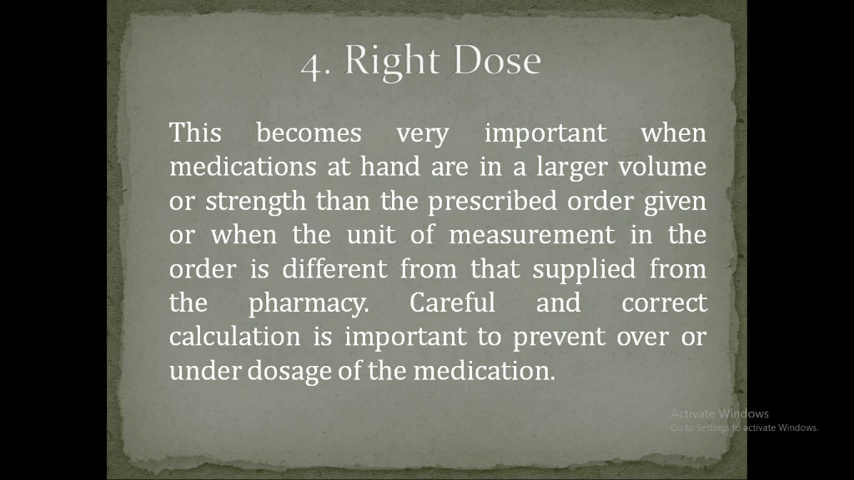 4. Right Dose
This becomes very important when
medications at hand are in a larger volume
or strength than the prescribed order given
or when the unit of measurement in the
order is different from that supplied from
the pharmacy. Careful and correct
calculation is important to prevent over or
under dosage of the medication.
Activate Windows
Go to Settings to activate Windows.